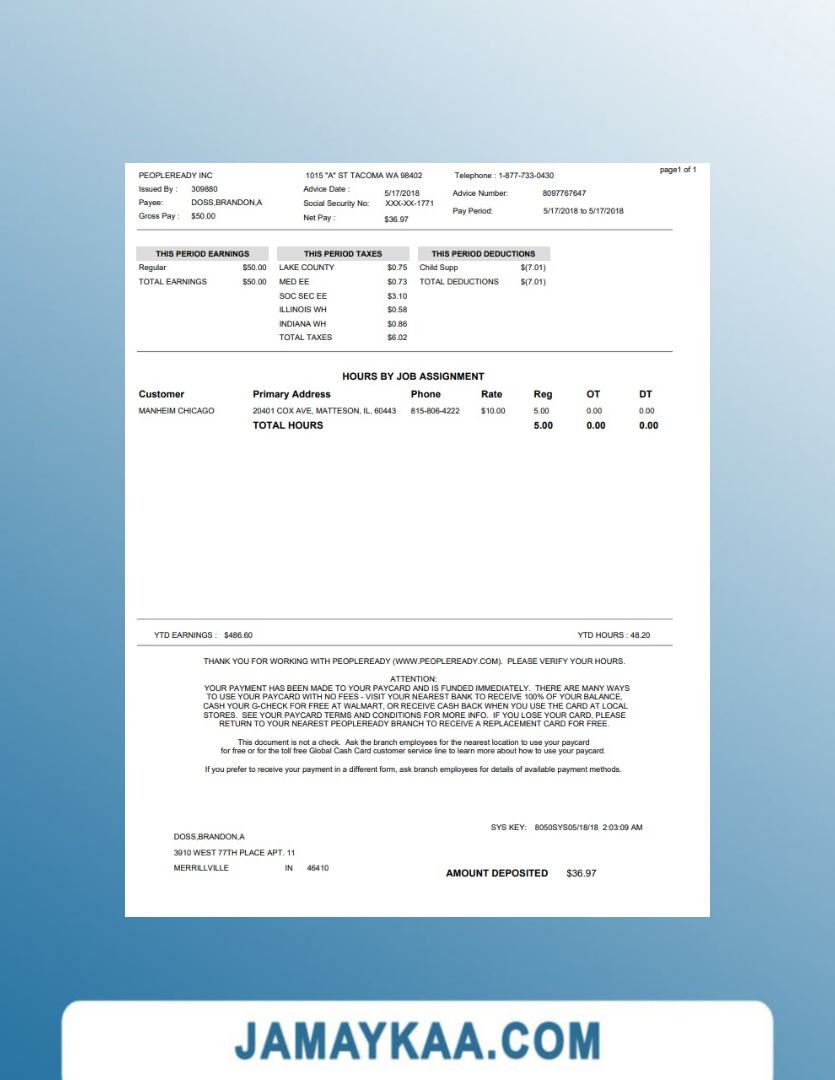 page1 of 1
PEOPLEREADY INC 1015 "A" ST TACOMA WA 98402 Telephone : 1-877-733-0430
Issued By : 309880 Advice Date : 5/17/2018 Advice Number: 8097767647
Payee: DOSS,BRANDON,A Social Security No: XXX-XX-1771
Gross Pay : $50.00 Net Pay : $36.97 Pay Period: 5/17/2018 to 5/17/2018
THIS PERIOD EARNINGS THIS PERIOD TAXES THIS PERIOD DEDUCTIONS
Regular $50.00 LAKE COUNTY $0.75 Child Supp $(7.01)
TOTAL EARNINGS $50.00 MED EE $0.73 TOTAL DEDUCTIONS $(7.01)
SOC SEC EE $3.10
ILLINOIS WH $0.58
INDIANA WH $0.86
TOTAL TAXES $6.02
HOURS BY JOB ASSIGNMENT
Customer Primary Address Phone Rate Reg OT DT
MANHEIM CHICAGO 20401 COX AVE, MATTESON, IL, 60443 815-806-4222 $10.00 5.00 0.00 0.00
TOTAL HOURS 5.00 0.00 0.00
YTD EARNINGS : $486.60 YTD HOURS : 48.20
THANK YOU FOR WORKING WITH PEOPLEREADY (WWW.PEOPLEREADY.COM). PLEASE VERIFY YOUR HOURS.
ATTENTION:
YOUR PAYMENT HAS BEEN MADE TO YOUR PAYCARD AND IS FUNDED IMMEDIATELY. THERE ARE MANY WAYS
TO USE YOUR PAYCARD WITH NO FEES - VISIT YOUR NEAREST BANK TO RECEIVE 100% OF YOUR BALANCE,
CASH YOUR G-CHECK FOR FREE AT WALMART, OR RECEIVE CASH BACK WHEN YOU USE THE CARD AT LOCAL
STORES. SEE YOUR PAYCARD TERMS AND CONDITIONS FOR MORE INFO. IF YOU LOSE YOUR CARD, PLEASE
RETURN TO YOUR NEAREST PEOPLEREADY BRANCH TO RECEIVE A REPLACEMENT CARD FOR FREE.
This document is not a check. Ask the branch employees for the nearest location to use your paycard
for free or for the toll free Global Cash Card customer service line to learn more about how to use your paycard.
If you prefer to receive your payment in a different form, ask branch employees for details of available payment methods.
SYS KEY: 8050SYS05/18/18 2:03:09 AM
DOSS,BRANDON,A
3910 WEST 77TH PLACE APT. 11
MERRILLVILLE IN 46410
AMOUNT DEPOSITED $36.97
JAMAYKAA.COM